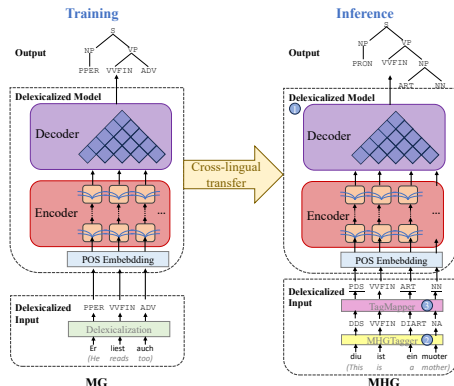 Training
Output
S
NP VP
PPER VVFIN ADV
Delexicalized Model
Decoder
Encoder
...
POS Embebdding
Delexicalized
Input
PPER VVFIN ADV
Delexicalization
Er liest auch
(He reads too)
MG
Cross-lingual
transfer
Inference
Output
S
NP VP
PRON VVFIN NP
ART NN
Delexicalized Model
Decoder
Encoder
...
POS Embebdding
Delexicalized
Input
PDS VVFIN ART NN
TagMapper
DDS VVFIN DIART NA
MHGTagger
diu ist ein muoter
(This is a mother)
MHG